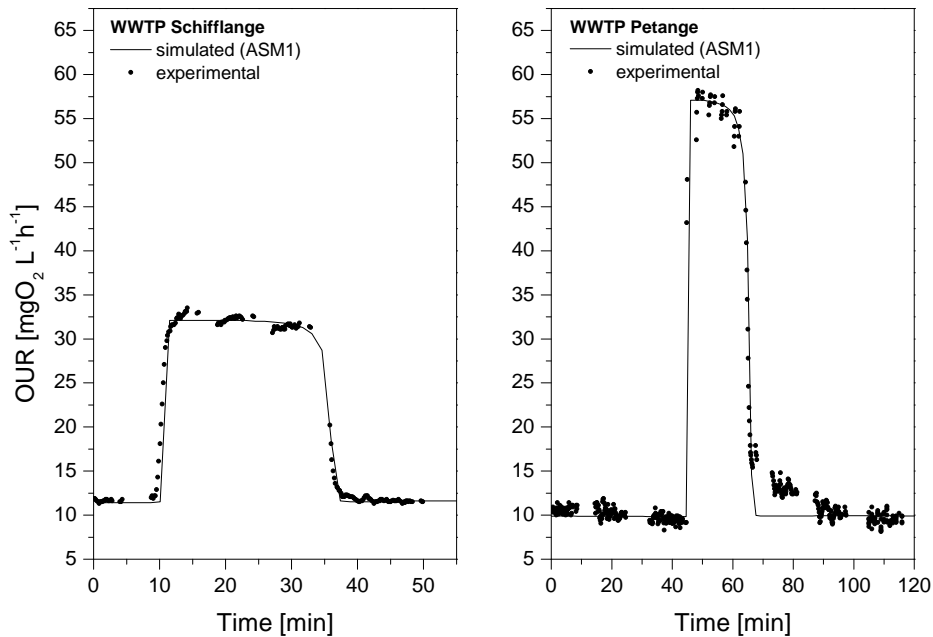 WWTP Schifflange
simulated (ASM1)
experimental
65
60
55
50
45
40
35
30
25
20
15
10
5
OUR [mgO2 L-1h-1]
0 10 20 30 40 50
Time [min]
WWTP Petange
simulated (ASM1)
experimental
65
60
55
50
45
40
35
30
25
20
15
10
5
0 20 40 60 80 100 120
Time [min]